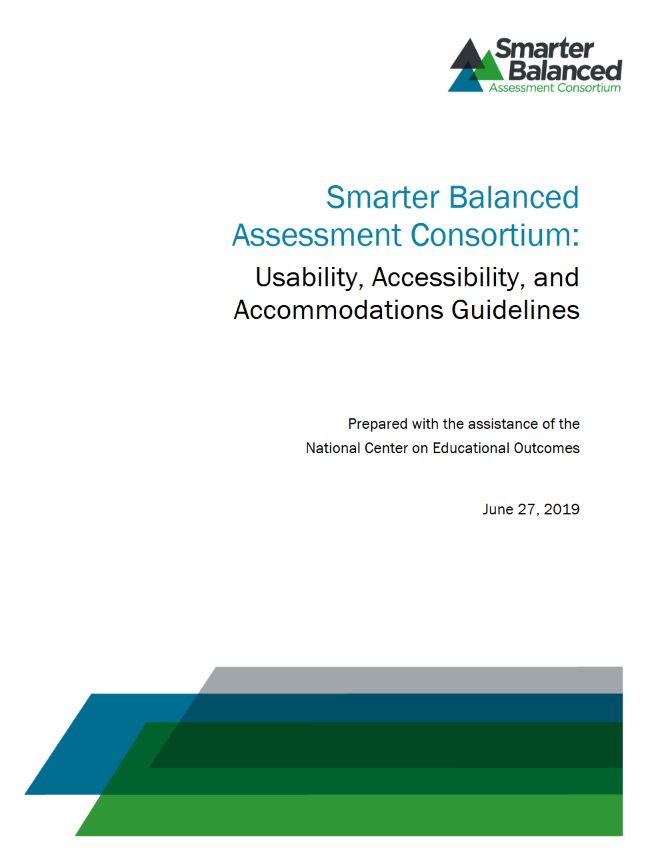 Smarter
Balanced
Assessment Consortium
Smarter Balanced
Assessment Consortium:
Usability, Accessibility, and
Accommodations Guidelines
Prepared with the assistance of the
National Center on Educational Outcomes
June 27, 2019